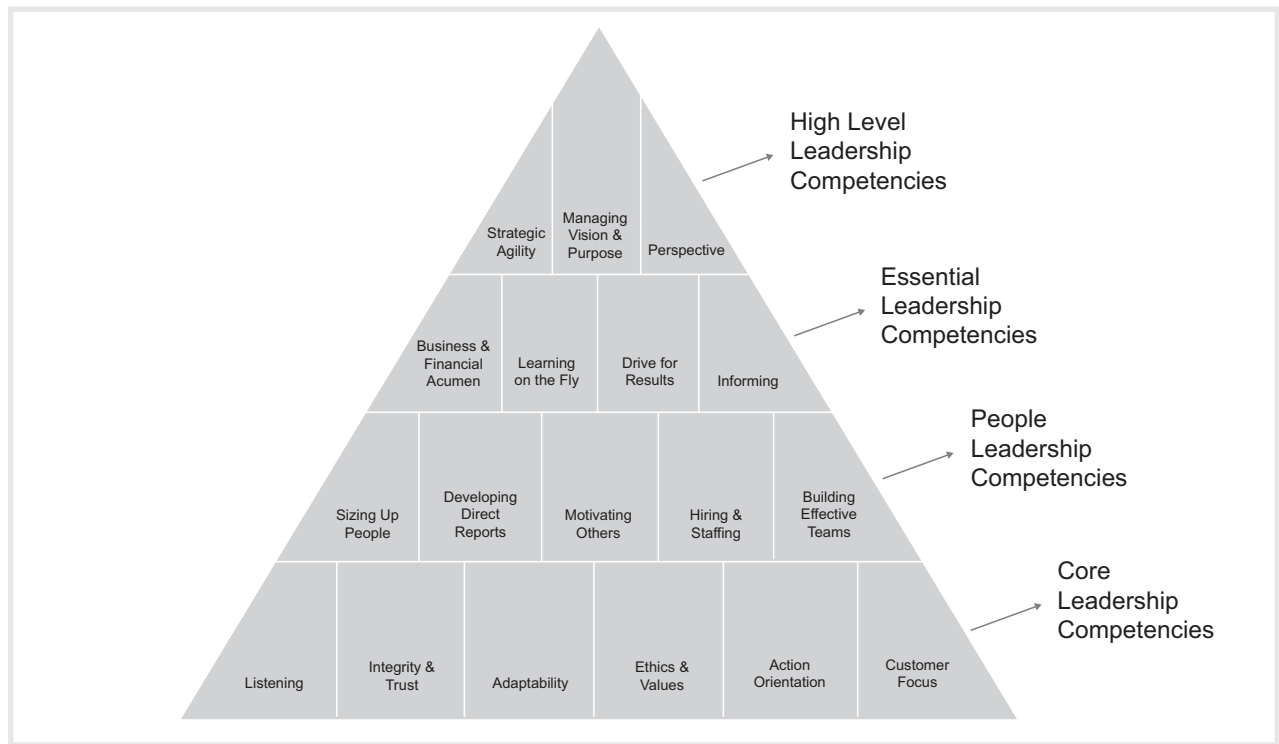 High Level
Leadership
Competencies
Strategic
Agility
Managing
Vision &
Purpose
Perspective
Essential
Leadership
Competencies
Business &
Financial
Acumen
Learning
on the Fly
Drive for
Results
Informing
People
Leadership
Competencies
Sizing Up
People
Developing
Direct
Reports
Motivating
Others
Hiring &
Staffing
Building
Effective
Teams
Core
Leadership
Competencies
Listening
Integrity &
Trust
Adaptability
Ethics &
Values
Action
Orientation
Customer
Focus